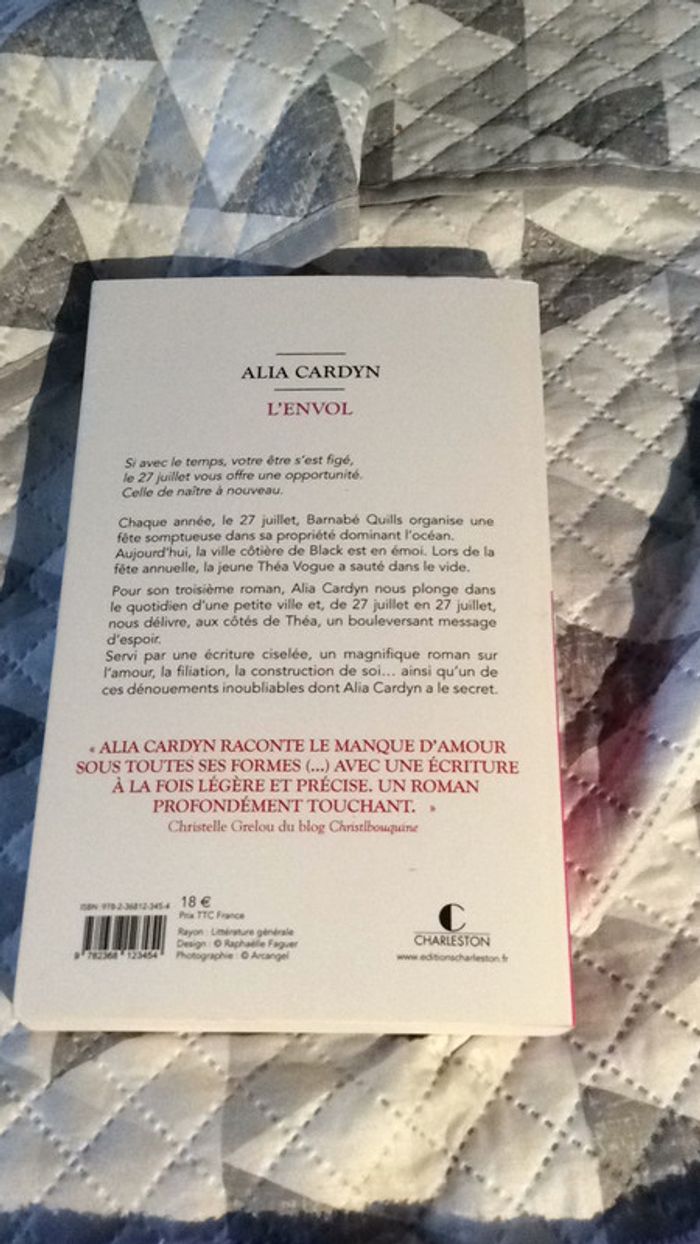 ALIA CARDYN
L'ENVOL
Si avec le temps, votre être s'est figé,
le 27 juillet vous offre une opportunité.
Celle de naître à nouveau.
Chaque année, le 27 juillet, Barnabé Quills organise une
fête somptueuse dans sa propriété dominant l'océan.
Aujourd'hui, la ville côtière de Black est en émoi. Lors de la
fête annuelle, la jeune Théa Vogue a sauté dans le vide.
Pour son troisième roman, Alia Cardyn nous plonge dans
le quotidien d'une petite ville et, de 27 juillet en 27 juillet,
nous délivre, aux côtés de Théa, un bouleversant message
d'espoir.
Servi par une écriture ciselée, un magnifique roman sur
l'amour, la filiation, la construction de soi... ainsi qu'un de
ces dénouements inoubliables dont Alia Cardyn a le secret.
« ALIA CARDYN RACONTE LE MANQUE D'AMOUR
SOUS TOUTES SES FORMES (...) AVEC UNE ÉCRITURE
À LA FOIS LÉGÈRE ET PRÉCISE. UN ROMAN
PROFONDÉMENT TOUCHANT. »
Christelle Grelou du blog Christlbouquine
ISBN 978-2-36812-345-4
9 782368 123454
18 €
Prix TTC France
Rayon : Littérature générale
Design : © Raphaëlle Faguer
Photographie : © Arcangel
CHARLESTON
www.editionscharleston.fr